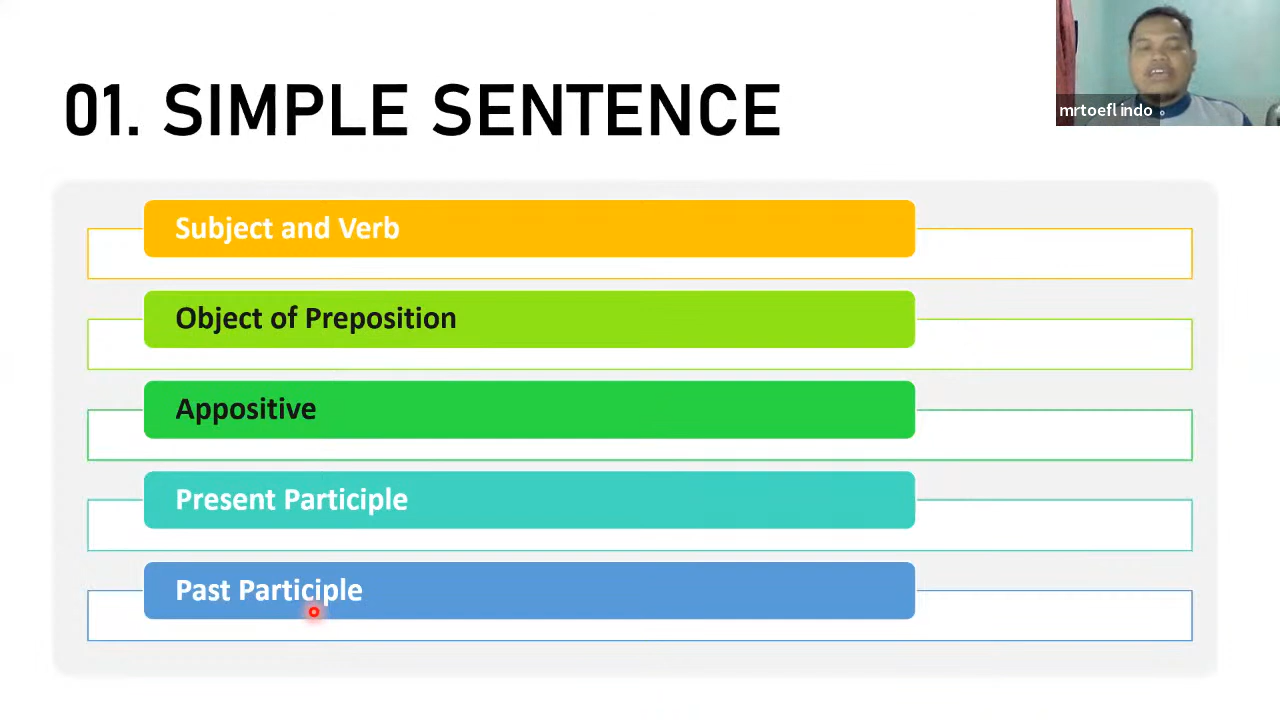 01. SIMPLE SENTENCE
mrtoefl indo
Subject and Verb
Object of Preposition
Appositive
Present Participle
Past Participle